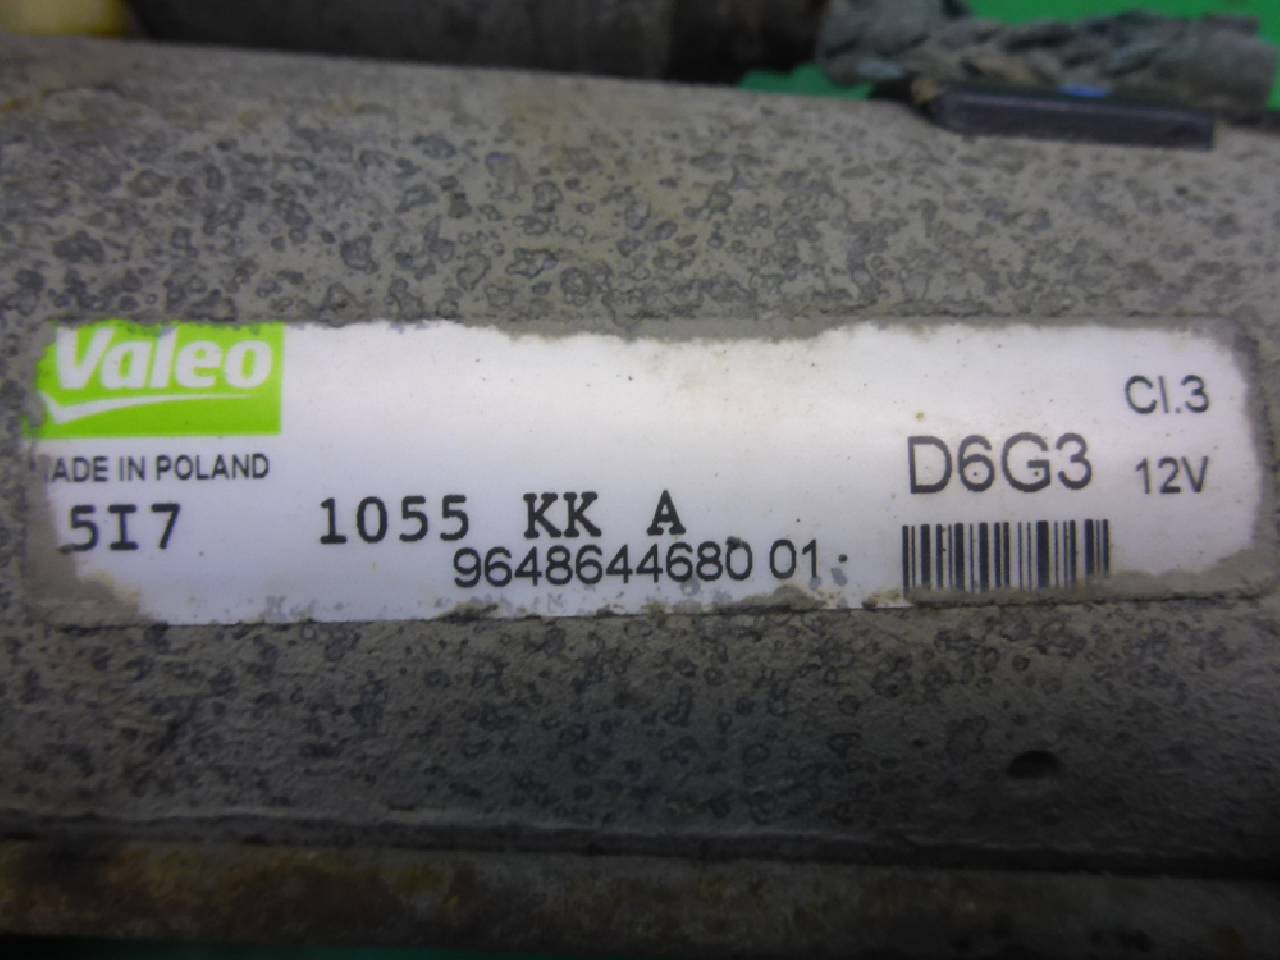 Valeo
MADE IN POLAND
5I7 1055 KK A
9648644680 01
D6G3
Cl.3
12V